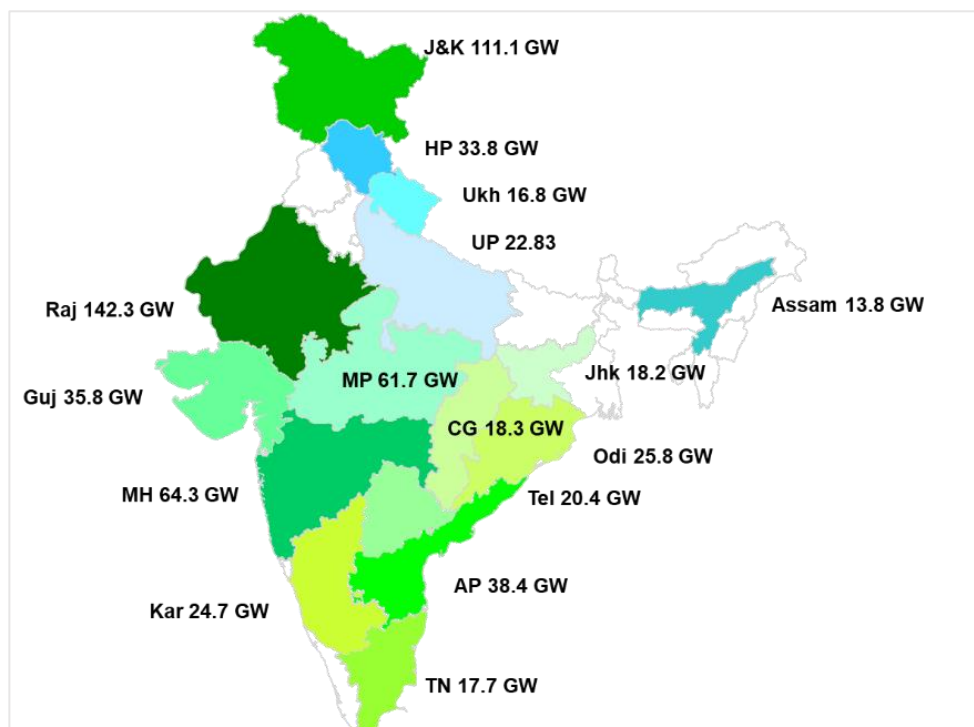 J&K 111.1 GW
HP 33.8 GW
Ukh 16.8 GW
UP 22.83
Assam 13.8 GW
Raj 142.3 GW
Jhk 18.2 GW
MP 61.7 GW
Guj 35.8 GW
CG 18.3 GW
Odi 25.8 GW
MH 64.3 GW
Tel 20.4 GW
AP 38.4 GW
Kar 24.7 GW
TN 17.7 GW